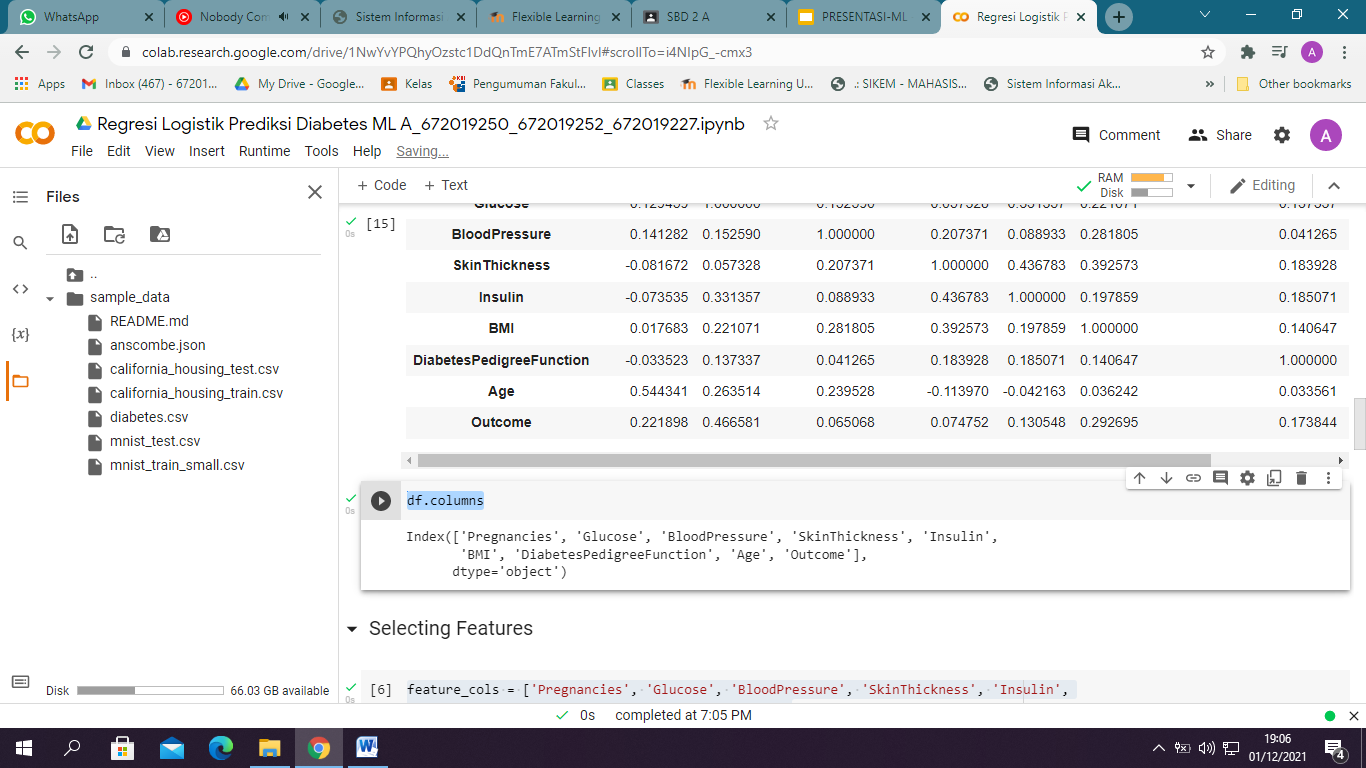 WhatsApp
Nobody Com
Sistem Informasi
Flexible Learning
SBD 2 A
PRESENTASI-ML
Regresi Logistik P
colab.research.google.com/drive/1NwYvYPQhyOzstc1DdQnTmE7ATmStFlvI#scrollTo=i4NIpG_-cmx3
A
Apps
Inbox (467) - 67201...
My Drive - Google...
Kelas
Pengumuman Fakul...
Classes
Flexible Learning U...
.: SIKEM - MAHASIS...
Sistem Informasi Ak...
»
Other bookmarks
Regresi Logistik Prediksi Diabetes ML A_672019250_672019252_672019227.ipynb
Comment
Share
A
File Edit View Insert Runtime Tools Help Saving...
Files
+ Code + Text
RAM
Disk
Editing
..
sample_data
README.md
anscombe.json
california_housing_test.csv
california_housing_train.csv
diabetes.csv
mnist_test.csv
mnist_train_small.csv
{x}
Disk 66.03 GB available
[15]
0s
Glucose
BloodPressure 0.141282 0.152590 1.000000 0.207371 0.088933 0.281805 0.041265
SkinThickness -0.081672 0.057328 0.207371 1.000000 0.436783 0.392573 0.183928
Insulin -0.073535 0.331357 0.088933 0.436783 1.000000 0.197859 0.185071
BMI 0.017683 0.221071 0.281805 0.392573 0.197859 1.000000 0.140647
DiabetesPedigreeFunction -0.033523 0.137337 0.041265 0.183928 0.185071 0.140647 1.000000
Age 0.544341 0.263514 0.239528 -0.113970 -0.042163 0.036242 0.033561
Outcome 0.221898 0.466581 0.065068 0.074752 0.130548 0.292695 0.173844
0s
df.columns
Index(['Pregnancies', 'Glucose', 'BloodPressure', 'SkinThickness', 'Insulin',
'BMI', 'DiabetesPedigreeFunction', 'Age', 'Outcome'],
dtype='object')
Selecting Features
0s
[6] feature_cols = ['Pregnancies', 'Glucose', 'BloodPressure', 'SkinThickness', 'Insulin',
0s completed at 7:05 PM
19:06
01/12/2021
4